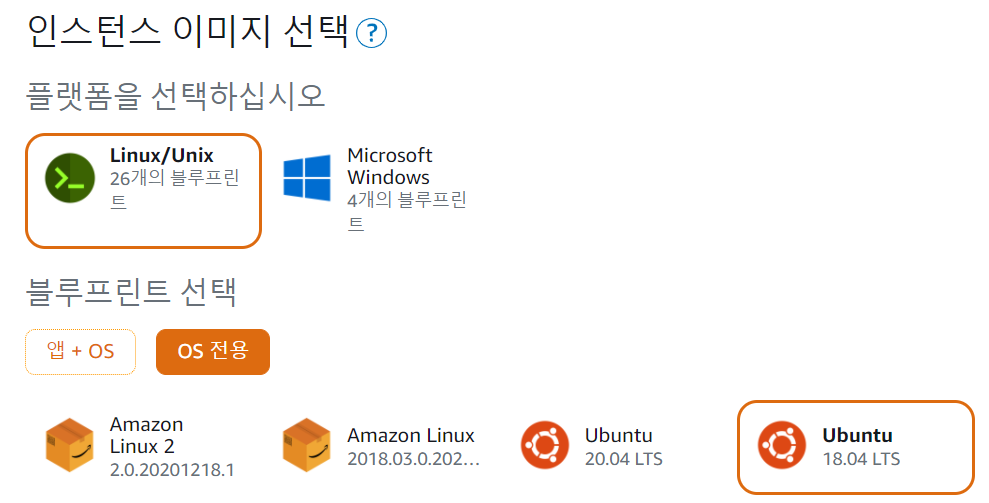 인스턴스 이미지 선택 ?
플랫폼을 선택하십시오
Linux/Unix
26개의 블루프린
트
Microsoft
Windows
4개의 블루프린
트
블루프린트 선택
앱 + OS
OS 전용
Amazon
Linux 2
2.0.20201218.1
Amazon Linux
2018.03.0.202...
Ubuntu
20.04 LTS
Ubuntu
18.04 LTS